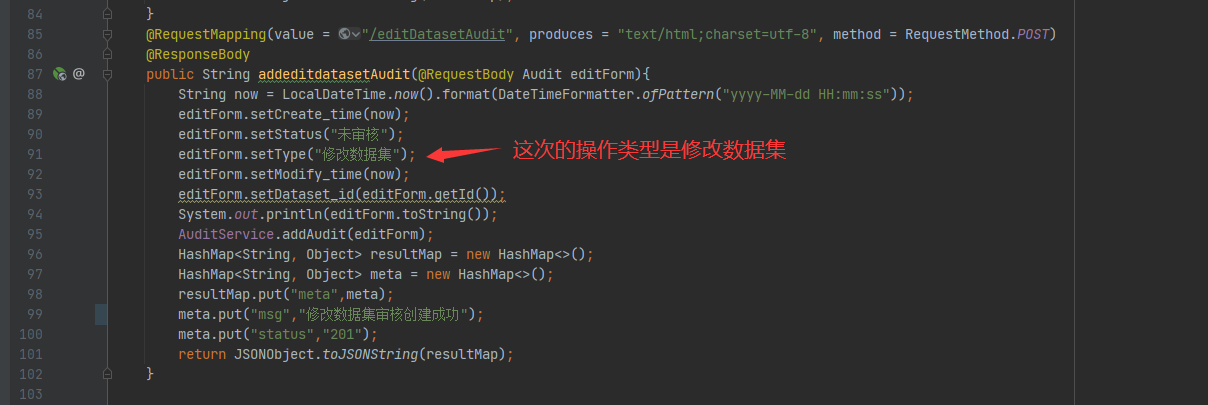 84 }
85 @RequestMapping(value = "/editDatasetAudit", produces = "text/html;charset=utf-8", method = RequestMethod.POST)
86 @ResponseBody
87 @ public String addeditdatasetAudit(@RequestBody Audit editForm){
88 String now = LocalDateTime.now().format(DateTimeFormatter.ofPattern("yyyy-MM-dd HH:mm:ss"));
89 editForm.setCreate_time(now);
90 editForm.setStatus("未审核");
91 editForm.setType("修改数据集"); 这次的操作类型是修改数据集
92 editForm.setModify_time(now);
93 editForm.setDataset_id(editForm.getId());
94 System.out.println(editForm.toString());
95 AuditService.addAudit(editForm);
96 HashMap<String, Object> resultMap = new HashMap<>();
97 HashMap<String, Object> meta = new HashMap<>();
98 resultMap.put("meta",meta);
99 meta.put("msg","修改数据集审核创建成功");
100 meta.put("status","201");
101 return JSONObject.toJSONString(resultMap);
102 }
103